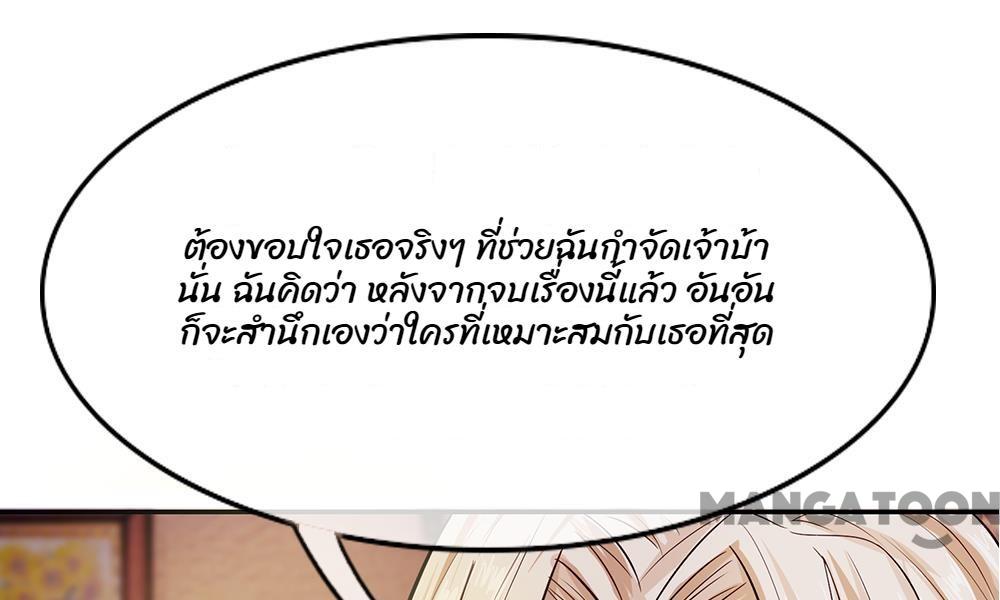 ต้องขอบใจเธอจริงๆ ที่ช่วยฉันกำจัดเจ้าบ้า
นั่น ฉันคิดว่า หลังจากจบเรื่องนี้แล้ว อันอัน
ก็จะสำนึกเองว่าใครที่เหมาะสมกับเธอที่สุด
MANGATOON